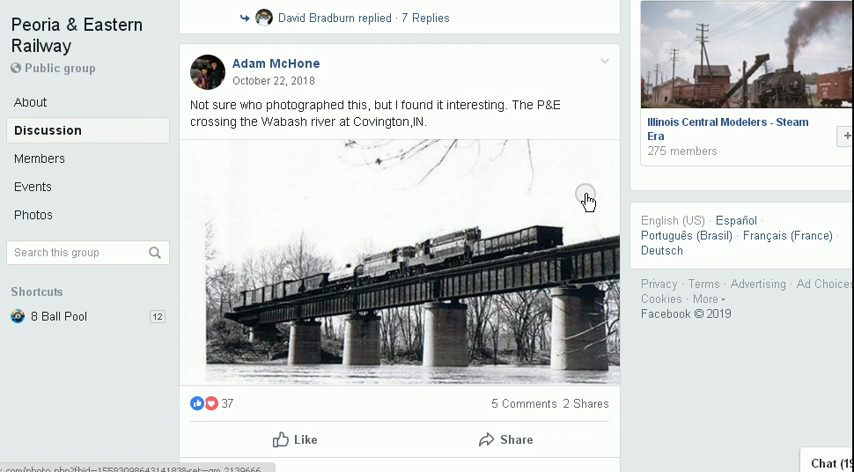 Peoria & Eastern
Railway
Public group
About
Discussion
Members
Events
Photos
Search this group
Shortcuts
8 Ball Pool
12
David Bradburn replied · 7 Replies
Adam McHone
October 22, 2018
Not sure who photographed this, but I found it interesting. The P&E
crossing the Wabash river at Covington,IN.
37
5 Comments 2 Shares
Like
Share
Illinois Central Modelers - Steam
Era
275 members
English (US) · Español ·
Português (Brasil) · Français (France) ·
Deutsch
Privacy · Terms · Advertising · Ad Choices
Cookies · More
Facebook © 2019
Chat (19